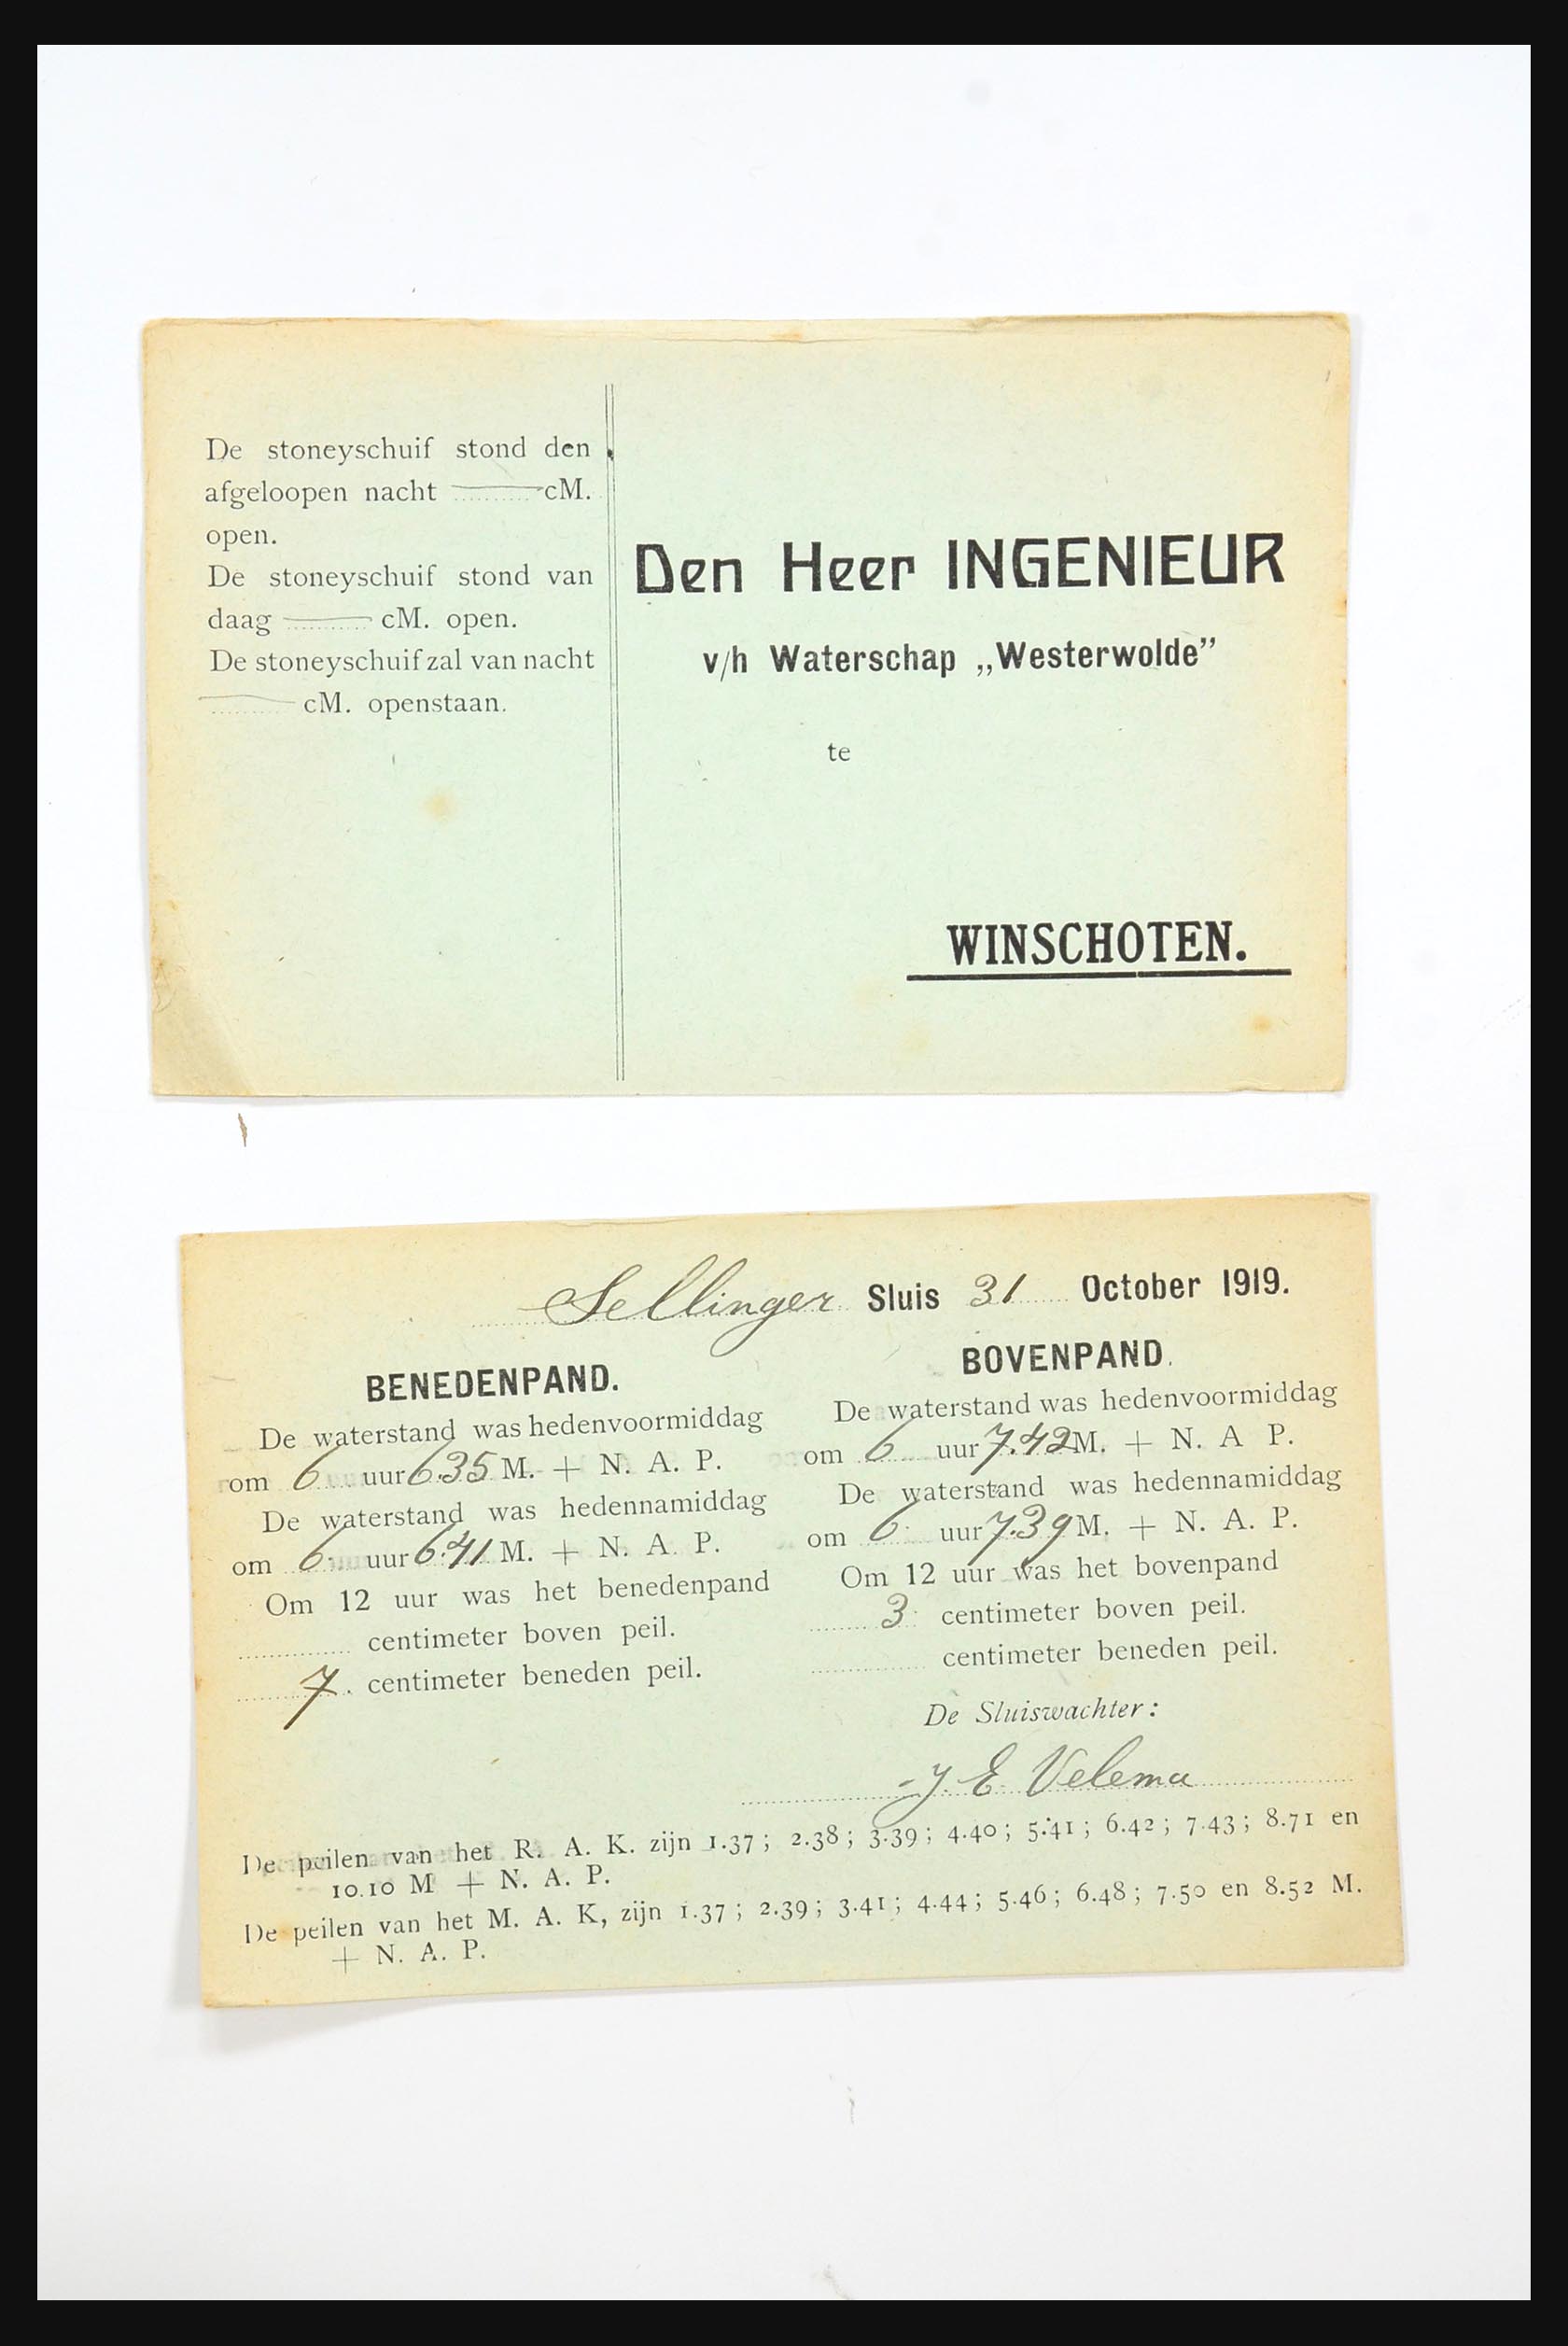 De stoneyschuif stond den
afgeloopen nacht cM.
open.
De stoneyschuif stond van
daag cM. open.
De stoneyschuif zal van nacht
cM. openstaan.
Den Heer INGENIEUR
v/h Waterschap „Westerwolde”
te
WINSCHOTEN.
Sellinger Sluis 31 October 1919.
BENEDENPAND.
De waterstand was hedenvoormiddag
om 6 uur 6.35 M. + N. A. P.
De waterstand was hedennamiddag
om 6 uur 6.41 M. + N. A. P.
Om 12 uur was het benedenpand
centimeter boven peil.
7. centimeter beneden peil.
BOVENPAND.
De waterstand was hedenvoormiddag
om 6 uur 7.42 M. + N. A P.
De waterstand was hedennamiddag
om 6 uur 7.39 M. + N. A. P.
Om 12 uur was het bovenpand
3 centimeter boven peil.
centimeter beneden peil.
De Sluiswachter:
J. E. Velema
De peilen van het R. A. K. zijn 1.37; 2.38; 3.39; 4.40; 5.41; 6.42; 7.43; 8.71 en
10.10 M + N. A. P.
De peilen van het M. A. K, zijn 1.37; 2.39; 3.41; 4.44; 5.46; 6.48; 7.50 en 8.52 M.
+ N. A. P.